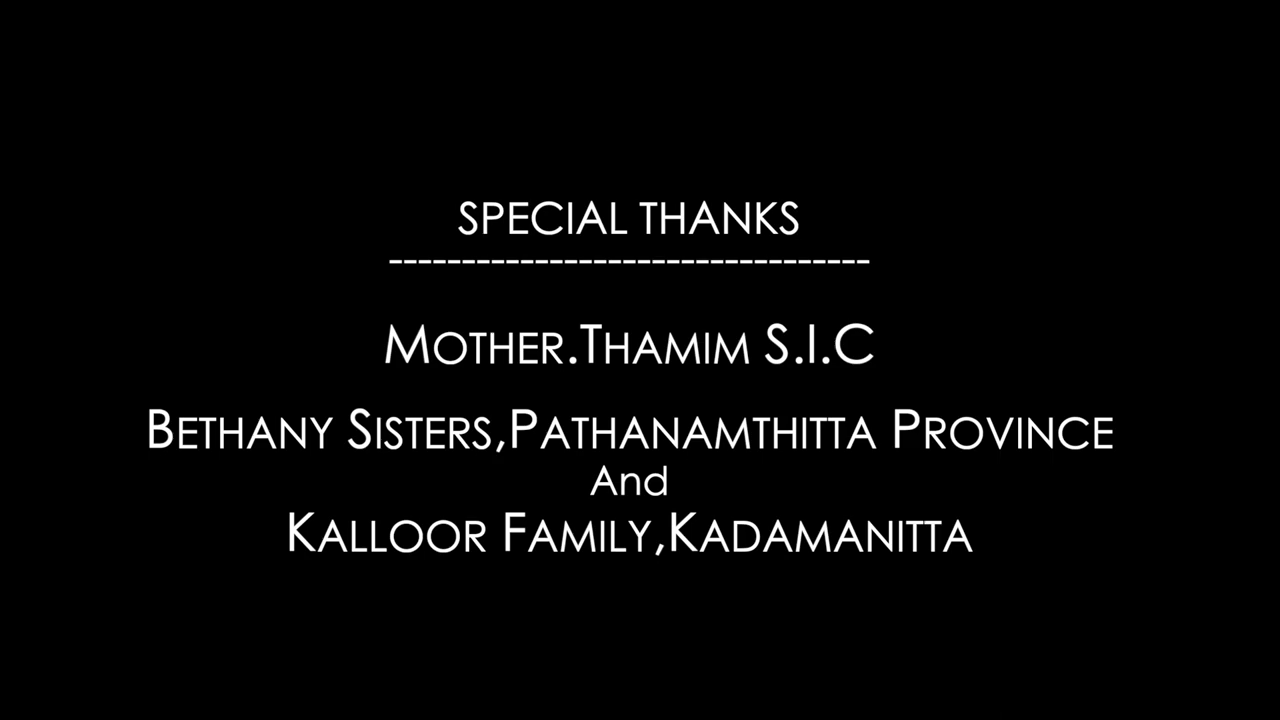 SPECIAL THANKS
---------------------------------
MOTHER.THAMIM S.I.C
BETHANY SISTERS,PATHANAMTHITTA PROVINCE
And
KALLOOR FAMILY,KADAMANITTA